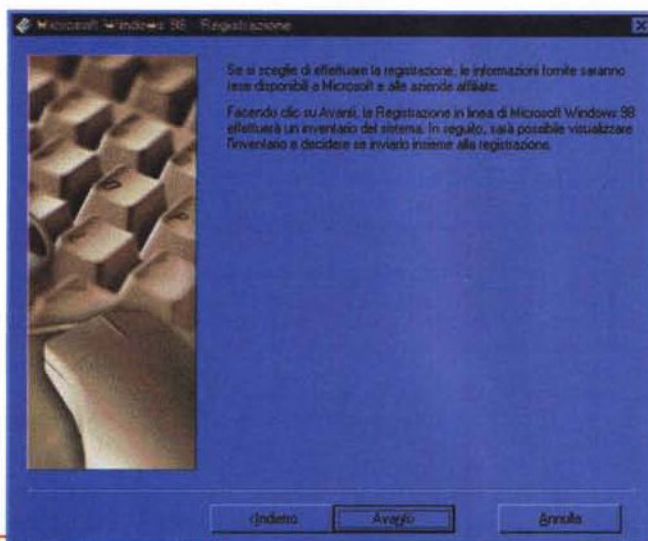 Microsoft Windows 98 - Registrazione
Se si sceglie di effettuare la registrazione, le informazioni fornite saranno
rese disponibili a Microsoft e alle aziende affiliate.
Facendo clic su Avanti, la Registrazione in linea di Microsoft Windows 98
effettuerà un inventario del sistema. In seguito, sarà possibile visualizzare
l'inventario e decidere se inviarlo insieme alla registrazione.
<Indietro Avanti> Annulla